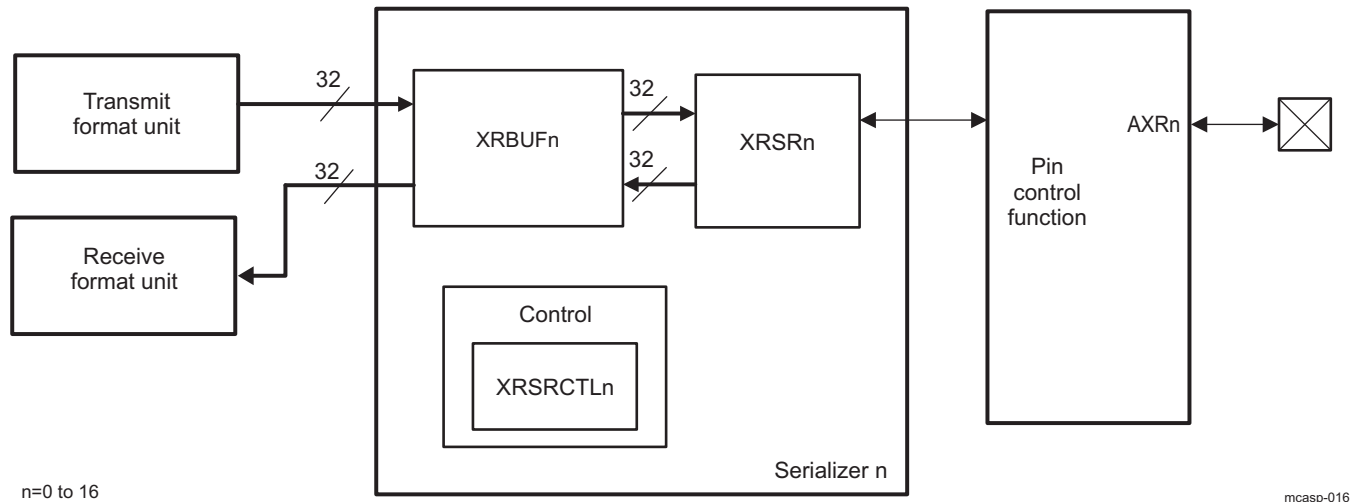 Transmit
format unit
32
32
Receive
format unit
XRBUFn
32
32
XRSRn
Control
XRSRCTLn
Serializer n
AXRn
Pin
control
function
n=0 to 16
mcasp-016